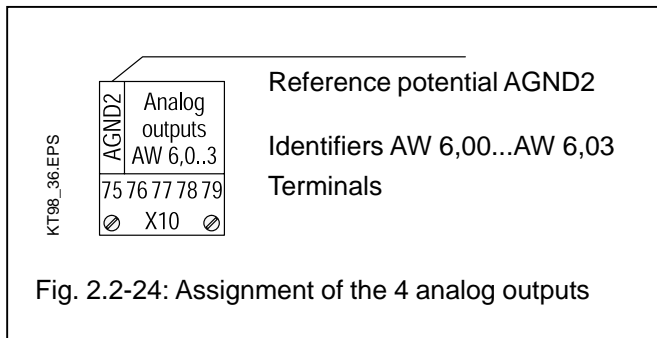 Reference potential AGND2
AGND2
Analog
outputs
AW 6,0..3
Identifiers AW 6,00...AW 6,03
75 76 77 78 79
Terminals
X10
KT98_36.EPS
Fig. 2.2-24: Assignment of the 4 analog outputs